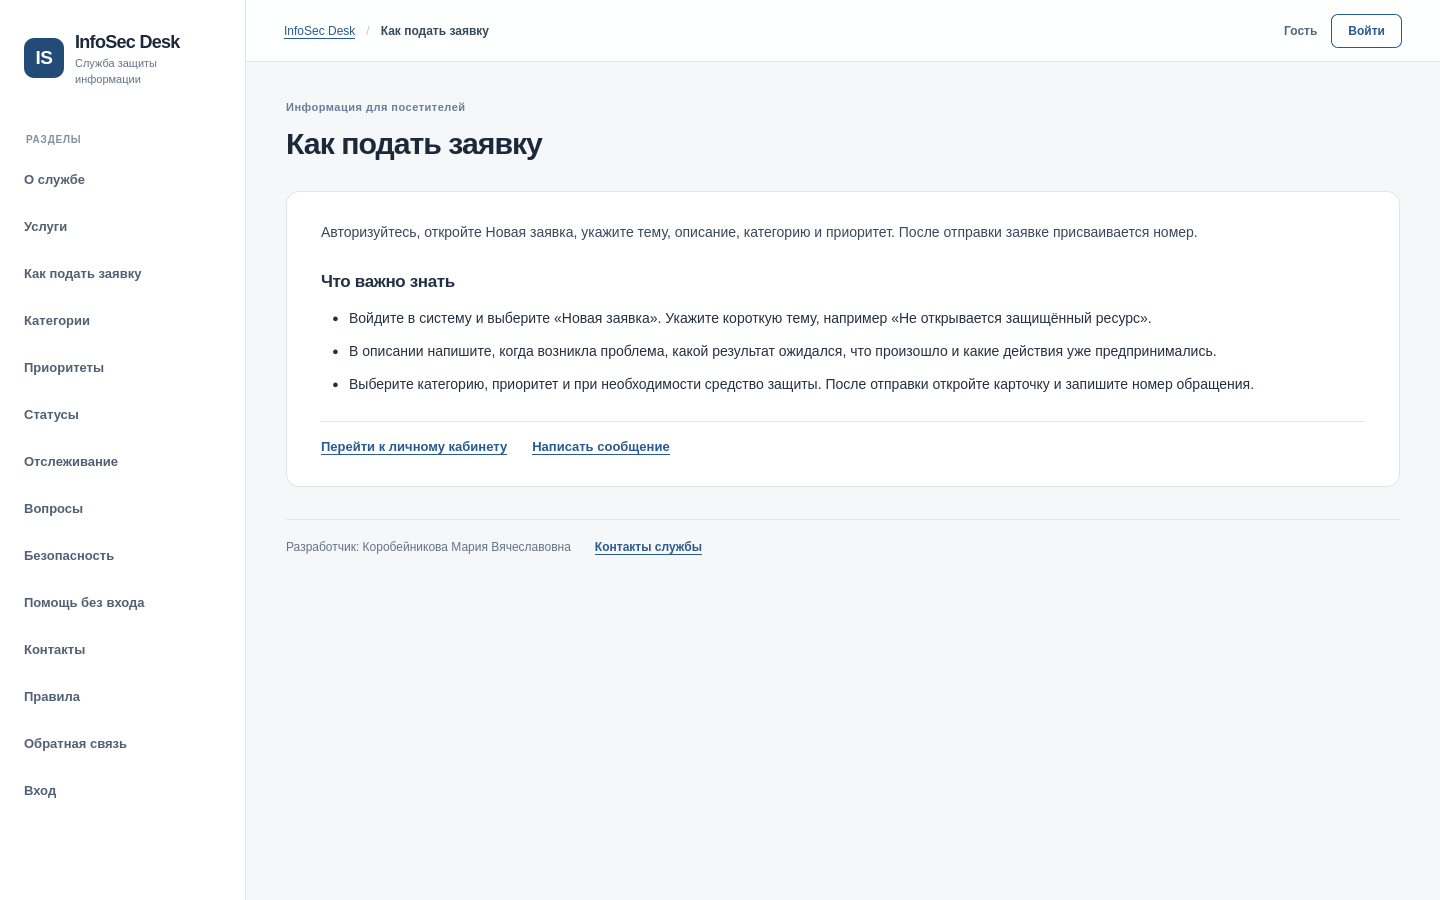 IS
InfoSec Desk
Служба защиты
информации
РАЗДЕЛЫ
О службе
Услуги
Как подать заявку
Категории
Приоритеты
Статусы
Отслеживание
Вопросы
Безопасность
Помощь без входа
Контакты
Правила
Обратная связь
Вход
InfoSec Desk / Как подать заявку
Гость
Войти
Информация для посетителей
Как подать заявку
Авторизуйтесь, откройте Новая заявка, укажите тему, описание, категорию и приоритет. После отправки заявке присваивается номер.
Что важно знать
• Войдите в систему и выберите «Новая заявка». Укажите короткую тему, например «Не открывается защищённый ресурс».
• В описании напишите, когда возникла проблема, какой результат ожидался, что произошло и какие действия уже предпринимались.
• Выберите категорию, приоритет и при необходимости средство защиты. После отправки откройте карточку и запишите номер обращения.
Перейти к личному кабинету Написать сообщение
Разработчик: Коробейникова Мария Вячеславовна Контакты службы